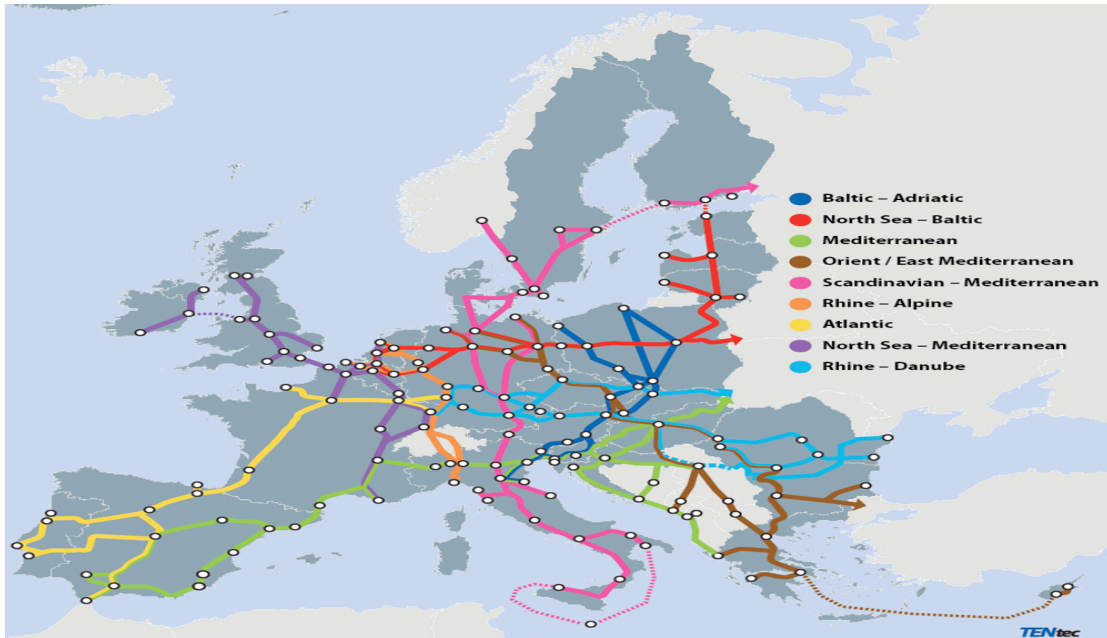 Baltic – Adriatic
North Sea – Baltic
Mediterranean
Orient / East Mediterranean
Scandinavian – Mediterranean
Rhine – Alpine
Atlantic
North Sea – Mediterranean
Rhine – Danube
TENtec